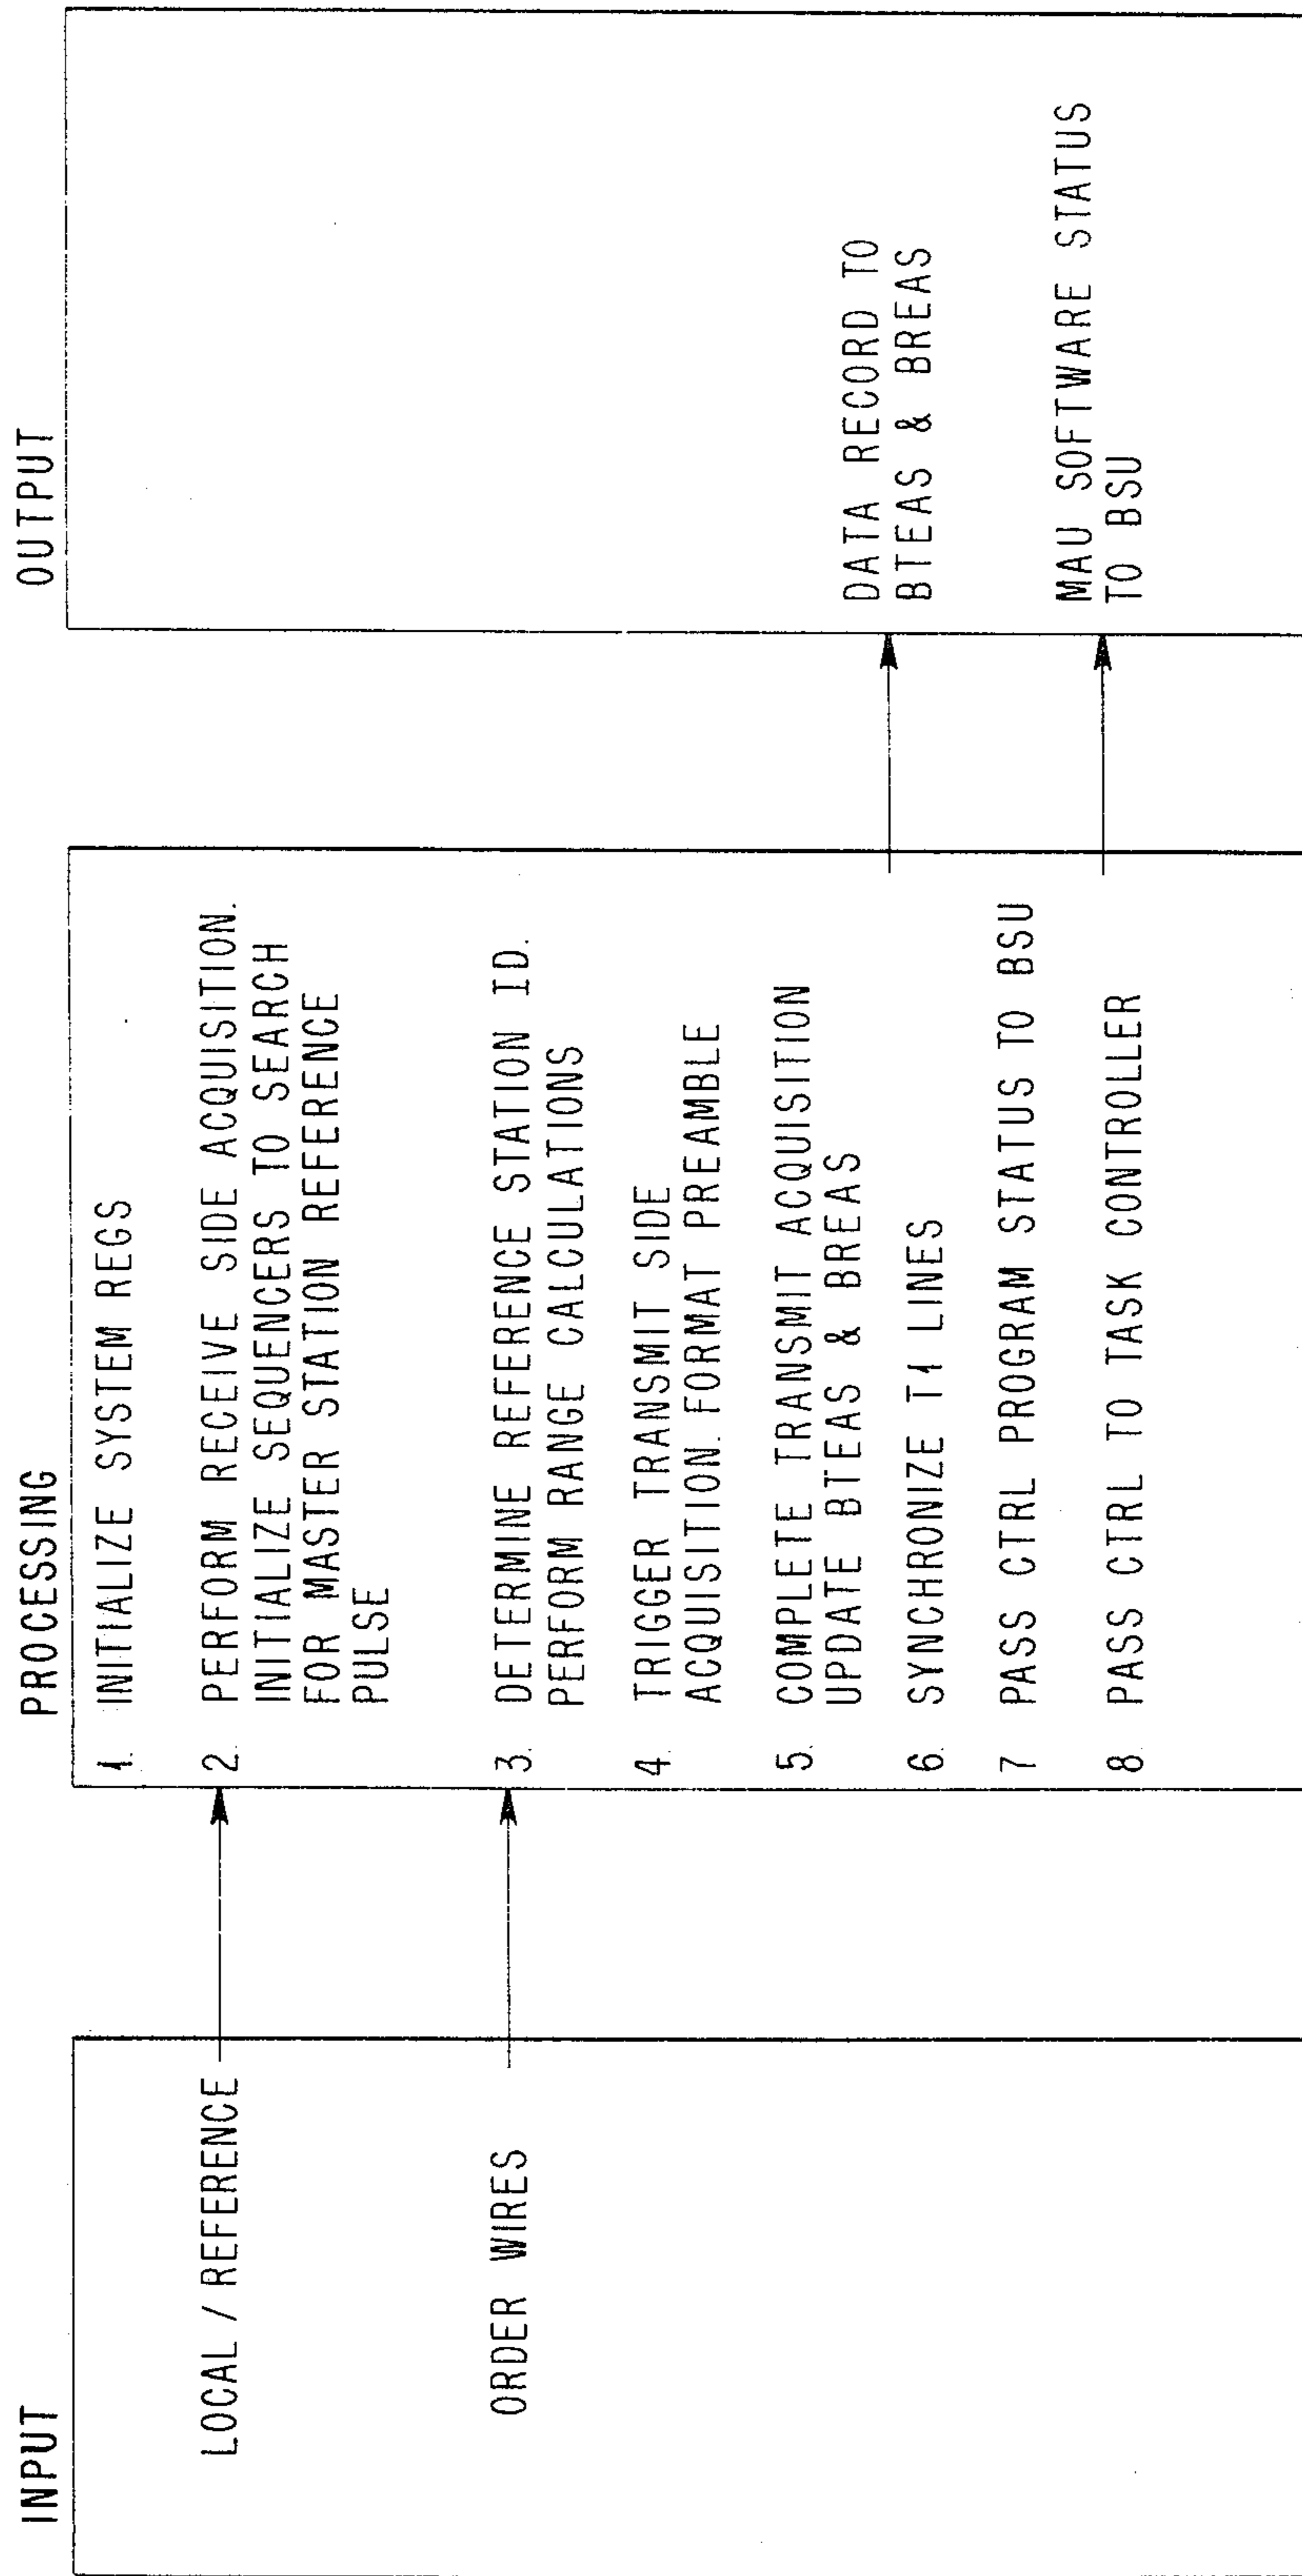 INPUT
LOCAL / REFERENCE
ORDER WIRES
PROCESSING
1. INITIALIZE SYSTEM REGS
2. PERFORM RECEIVE SIDE ACQUISITION.
INITIALIZE SEQUENCERS TO SEARCH
FOR MASTER STATION REFERENCE
PULSE
3. DETERMINE REFERENCE STATION ID.
PERFORM RANGE CALCULATIONS
4. TRIGGER TRANSMIT SIDE
ACQUISITION. FORMAT PREAMBLE
5. COMPLETE TRANSMIT ACQUISITION
UPDATE BTEAS & BREAS
6. SYNCHRONIZE T1 LINES
7 PASS CTRL PROGRAM STATUS TO BSU
8. PASS CTRL TO TASK CONTROLLER
OUTPUT
DATA RECORD TO
BTEAS & BREAS
MAU SOFTWARE STATUS
TO BSU